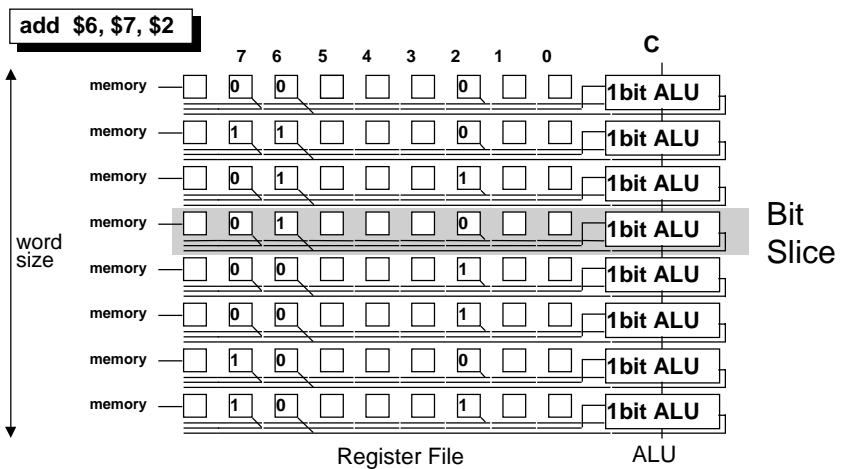 add $6, $7, $2
7 6 5 4 3 2 1 0 C
memory 0 0 0 1bit ALU
memory 1 1 0 1bit ALU
memory 0 1 1 1bit ALU
memory 0 1 0 1bit ALU
Bit
Slice
word
size
memory 0 0 1 1bit ALU
memory 0 0 1 1bit ALU
memory 1 0 0 1bit ALU
memory 1 0 1 1bit ALU
Register File ALU